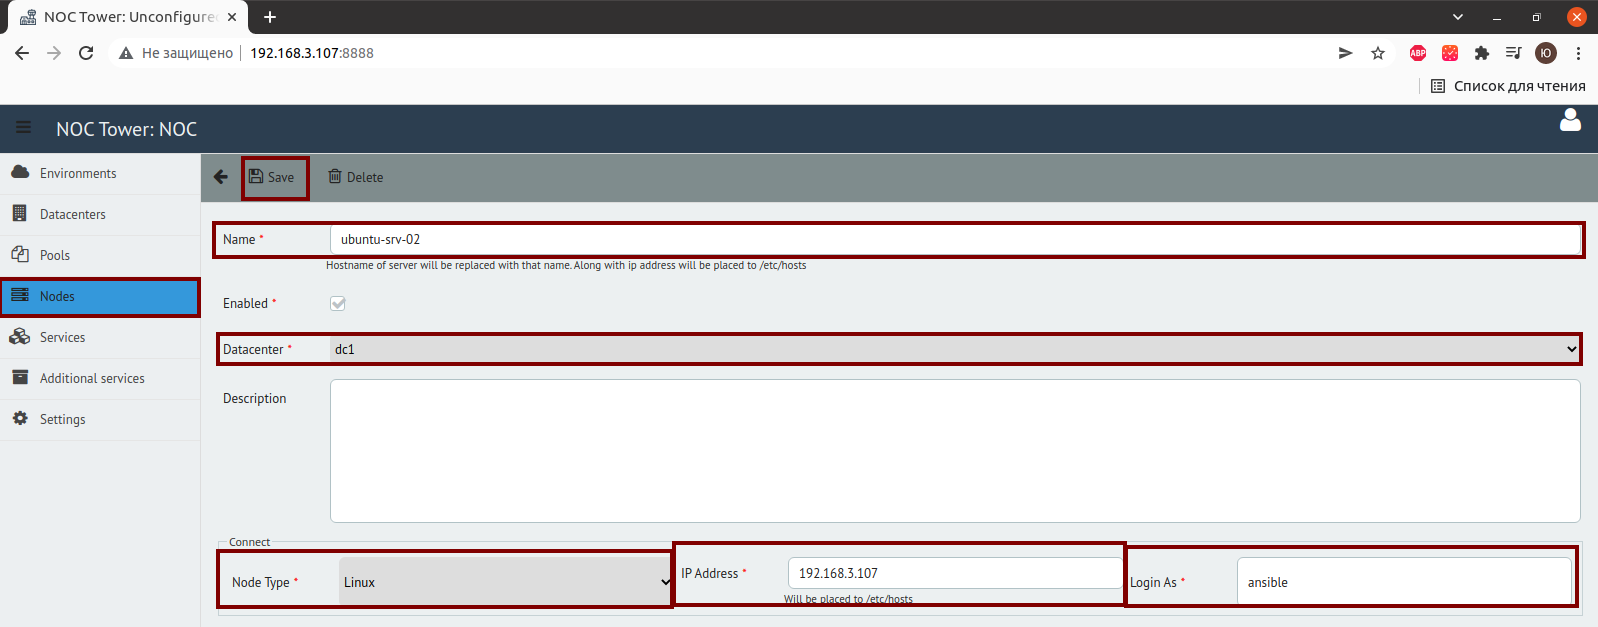 NOC Tower: Unconfigured
Не защищено 192.168.3.107:8888
ABP
Ю
Список для чтения
NOC Tower: NOC
Environments
Datacenters
Pools
Nodes
Services
Additional services
Settings
Save Delete
Name * ubuntu-srv-02
Hostname of server will be replaced with that name. Along with ip address will be placed to /etc/hosts
Enabled *
Datacenter * dc1
Description
Connect
Node Type * Linux
IP Address * 192.168.3.107
Will be placed to /etc/hosts
Login As * ansible